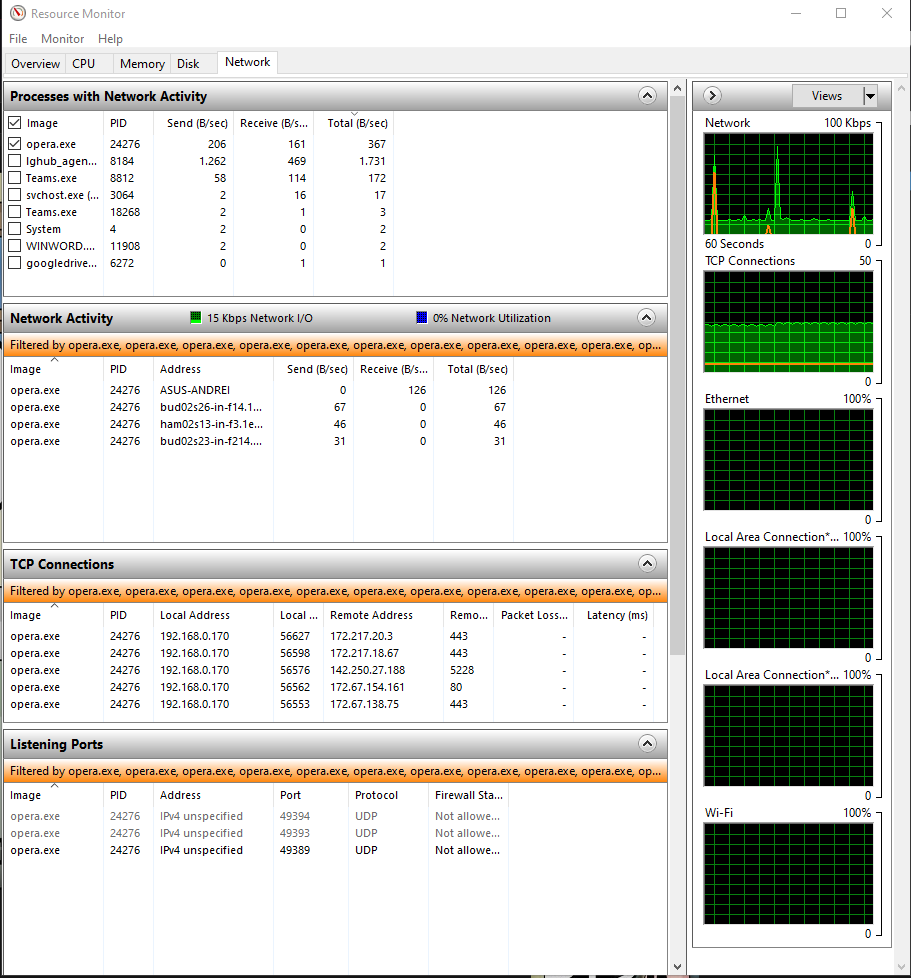 Resource Monitor
File Monitor Help
Overview CPU Memory Disk Network
Processes with Network Activity
Image PID Send (B/sec) Receive (B/s... Total (B/sec)
opera.exe 24276 206 161 367
lghub_agen... 8184 1.262 469 1.731
Teams.exe 8812 58 114 172
svchost.exe (... 3064 2 16 17
Teams.exe 18268 2 1 3
System 4 2 0 2
WINWORD.... 11908 2 0 2
googledrive... 6272 0 1 1
Network Activity 15 Kbps Network I/O 0% Network Utilization
Filtered by opera.exe, opera.exe, opera.exe, opera.exe, opera.exe, opera.exe, opera.exe, opera.exe, opera.exe, opera.exe, op...
Image PID Address Send (B/sec) Receive (B/s... Total (B/sec)
opera.exe 24276 ASUS-ANDREI 0 126 126
opera.exe 24276 bud02s26-in-f14.1... 67 0 67
opera.exe 24276 ham02s13-in-f3.1e... 46 0 46
opera.exe 24276 bud02s23-in-f214.... 31 0 31
TCP Connections
Filtered by opera.exe, opera.exe, opera.exe, opera.exe, opera.exe, opera.exe, opera.exe, opera.exe, opera.exe, opera.exe, op...
Image PID Local Address Local ... Remote Address Remo... Packet Loss... Latency (ms)
opera.exe 24276 192.168.0.170 56627 172.217.20.3 443 - -
opera.exe 24276 192.168.0.170 56598 172.217.18.67 443 - -
opera.exe 24276 192.168.0.170 56576 142.250.27.188 5228 - -
opera.exe 24276 192.168.0.170 56562 172.67.154.161 80 - -
opera.exe 24276 192.168.0.170 56553 172.67.138.75 443 - -
Listening Ports
Filtered by opera.exe, opera.exe, opera.exe, opera.exe, opera.exe, opera.exe, opera.exe, opera.exe, opera.exe, opera.exe, op...
Image PID Address Port Protocol Firewall Sta...
opera.exe 24276 IPv4 unspecified 49394 UDP Not allowe...
opera.exe 24276 IPv4 unspecified 49393 UDP Not allowe...
opera.exe 24276 IPv4 unspecified 49389 UDP Not allowe...
Views
Network 100 Kbps
60 Seconds 0
TCP Connections 50
0
Ethernet 100%
0
Local Area Connection*... 100%
0
Local Area Connection*... 100%
0
Wi-Fi 100%
0